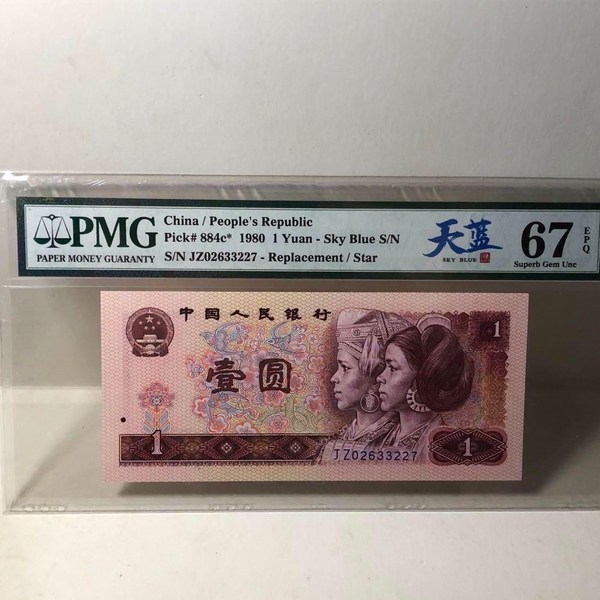 PMG
PAPER MONEY GUARANTY
China / People's Republic
Pick# 884c* 1980 1 Yuan - Sky Blue S/N
S/N JZ02633227 - Replacement / Star
天蓝
SKY BLUE
67
EPQ
Superb Gem Unc
中国人民银行
1
壹圆
1
1
JZ02633227